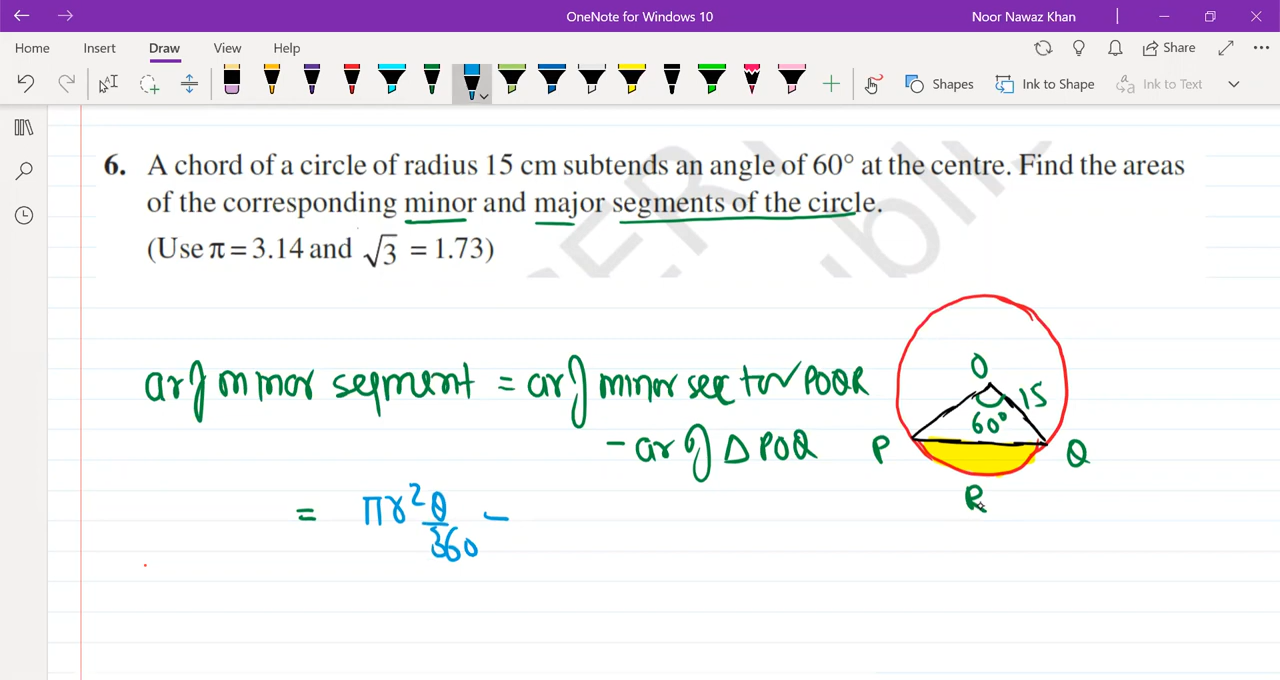 OneNote for Windows 10
Noor Nawaz Khan
Home Insert Draw View Help
Share
Shapes Ink to Shape Ink to Text
6. A chord of a circle of radius 15 cm subtends an angle of 60° at the centre. Find the areas
of the corresponding minor and major segments of the circle.
(Use π = 3.14 and √3 = 1.73)
ar of minor segment = ar of minor sector POQR
- ar of Δ POQ
= πr² θ/360 -
O
15
60°
P
Q
R